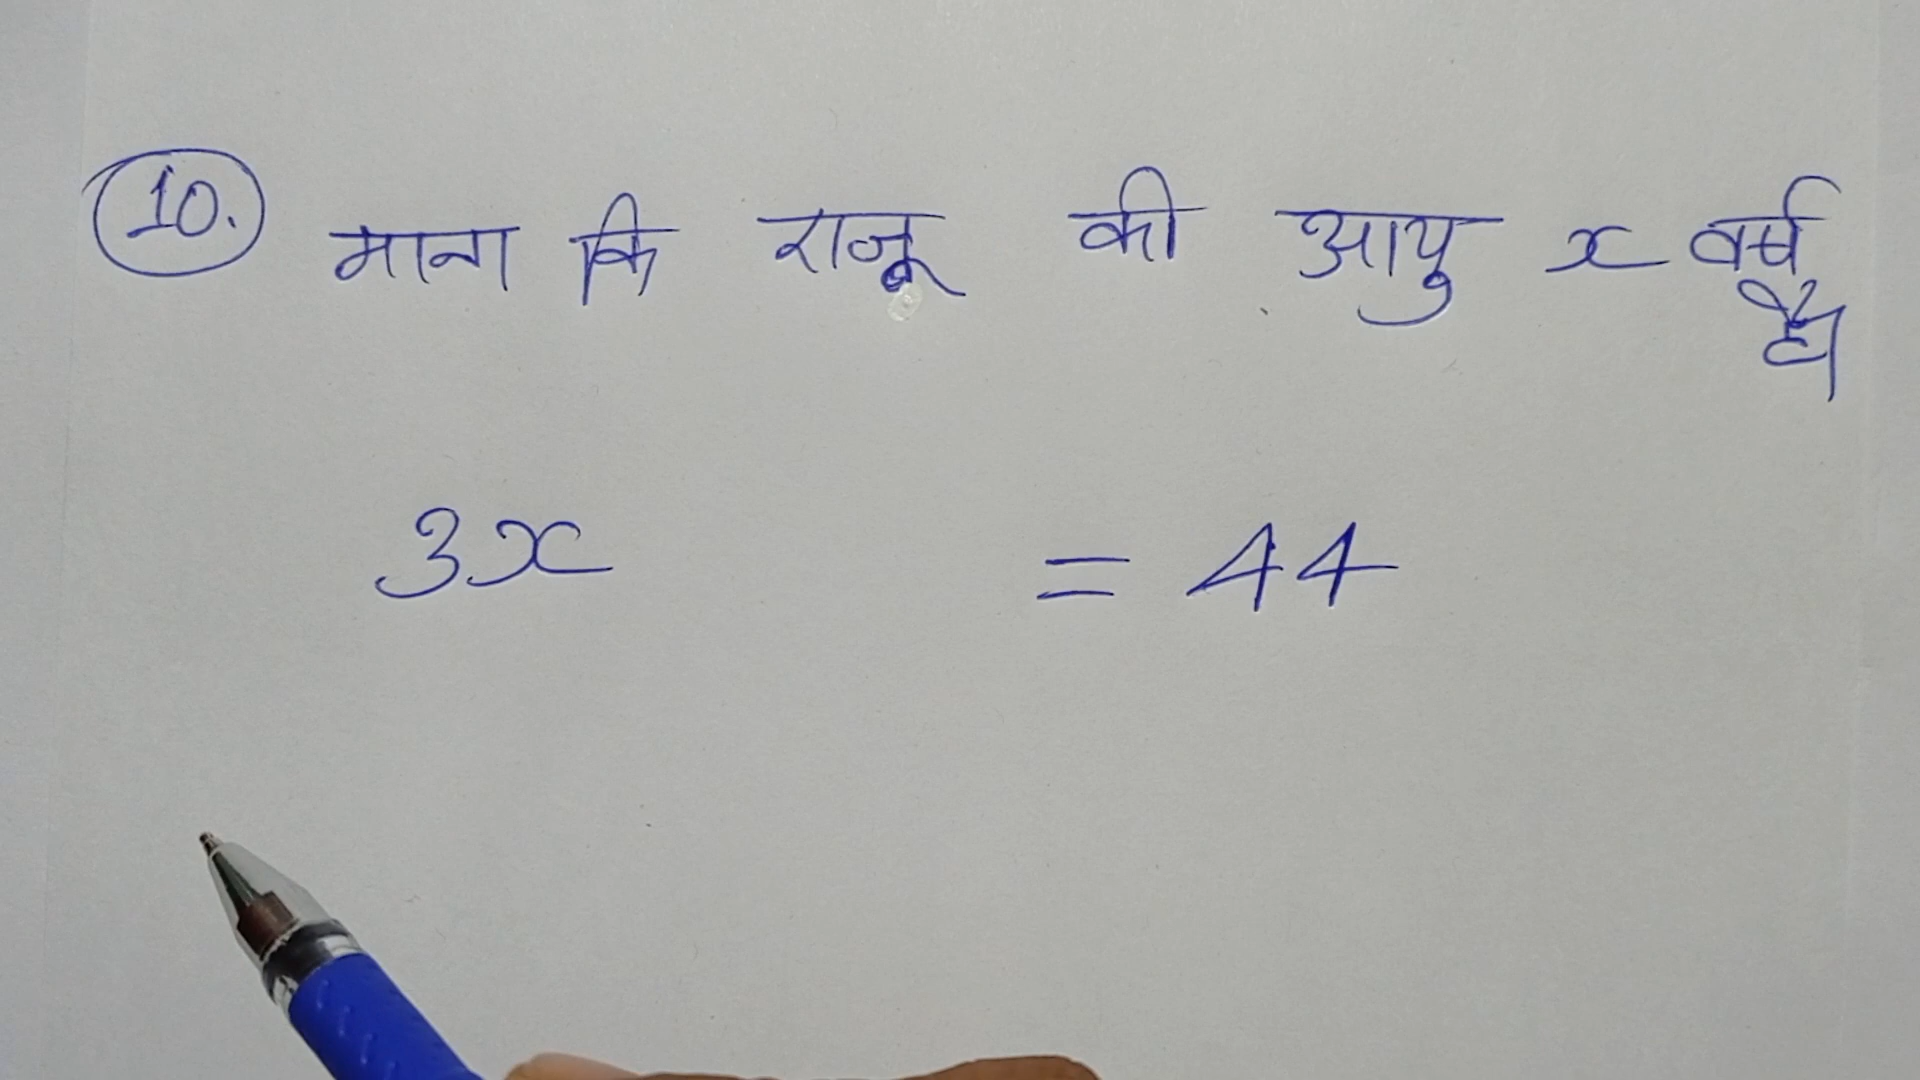 10. माना कि राजू की आयु x वर्ष
है
3x = 44